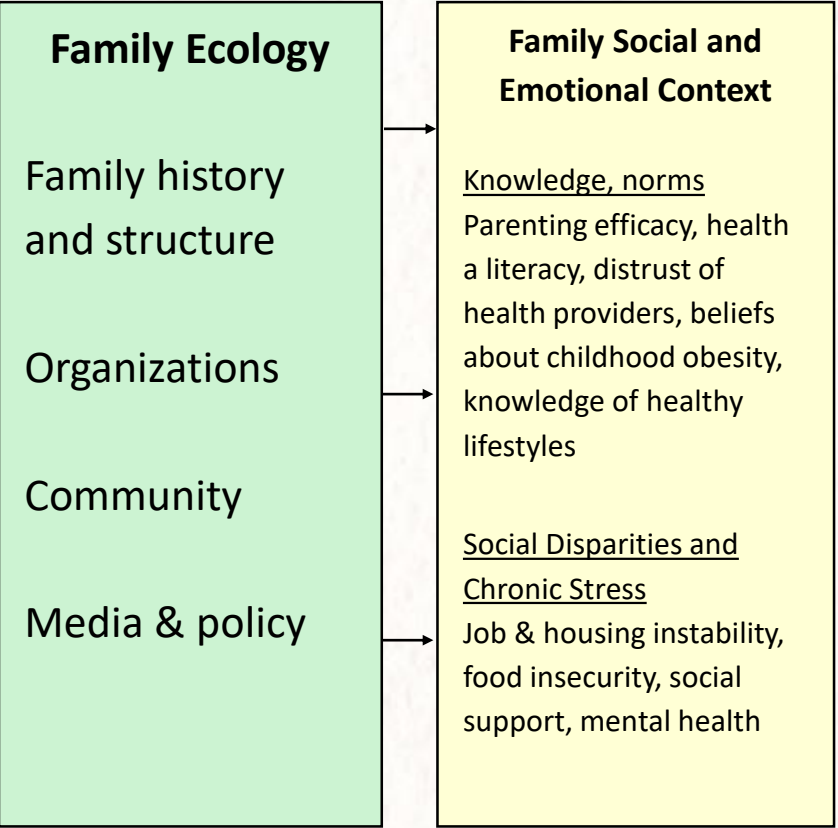 Family Ecology
Family history
and structure
Organizations
Community
Media & policy
Family Social and
Emotional Context
Knowledge, norms
Parenting efficacy, health
a literacy, distrust of
health providers, beliefs
about childhood obesity,
knowledge of healthy
lifestyles
Social Disparities and
Chronic Stress
Job & housing instability,
food insecurity, social
support, mental health